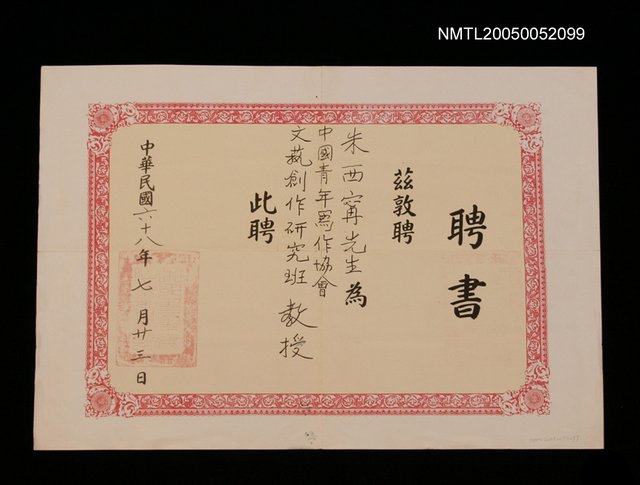 NMTL20050052099
聘書
茲敦聘
朱西甯先生為
中國青年寫作協會
文藝創作研究班教授
此聘
中華民國六十八年七月廿三日